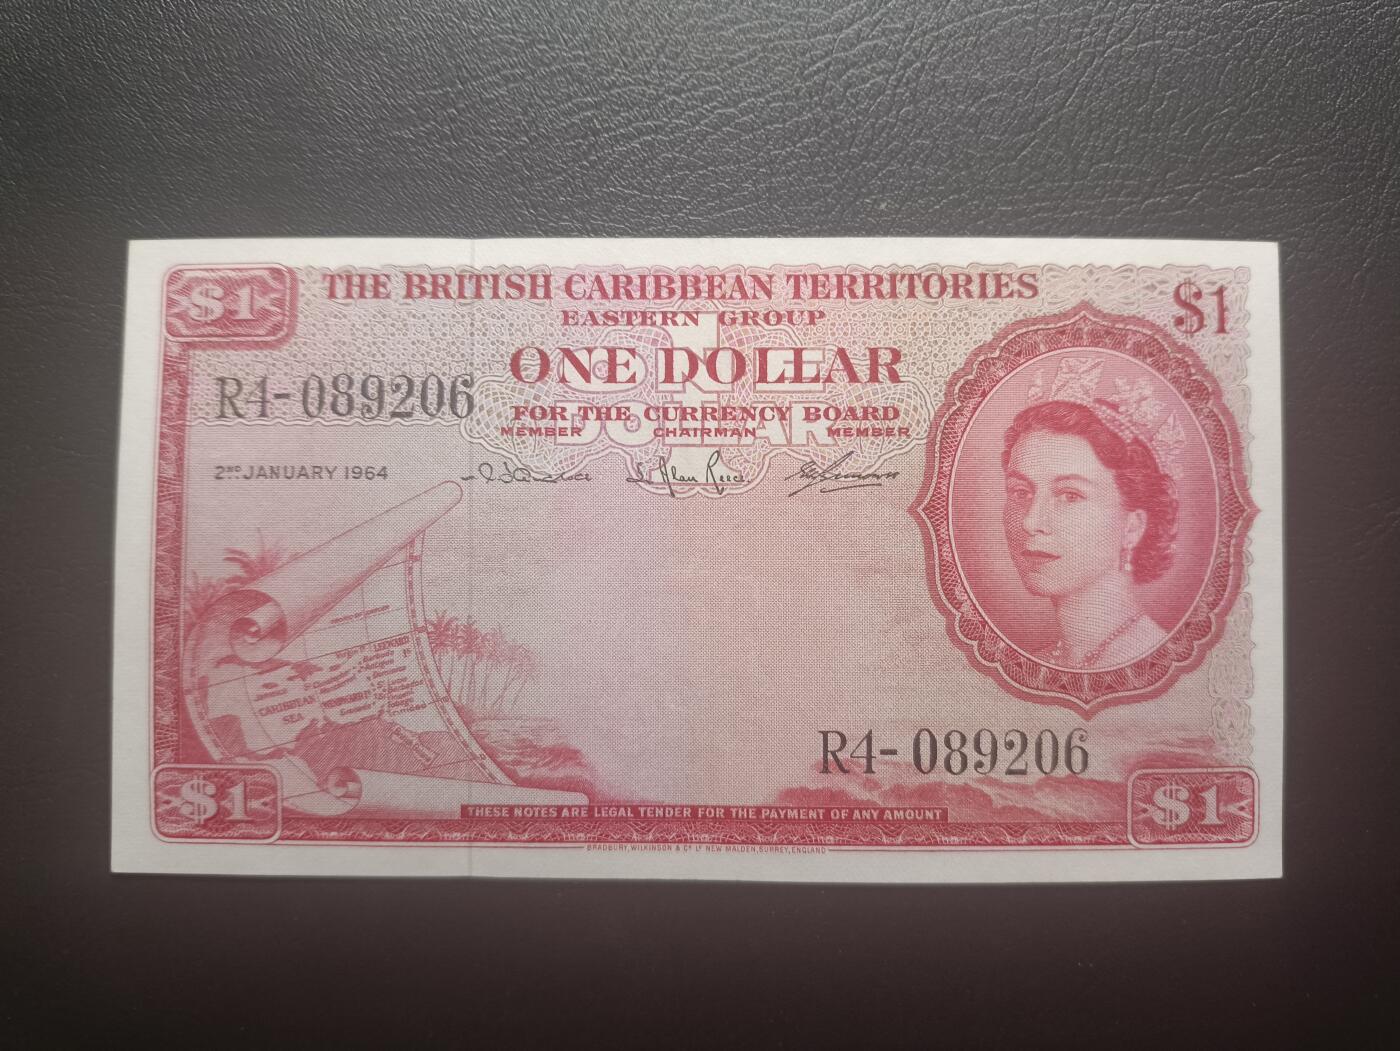 $1
THE BRITISH CARIBBEAN TERRITORIES
$1
EASTERN GROUP
ONE DOLLAR
R4-089206
FOR THE CURRENCY BOARD
MEMBER CHAIRMAN MEMBER
2ND JANUARY 1964
CARIBBEAN
SEA
R4-089206
$1
THESE NOTES ARE LEGAL TENDER FOR THE PAYMENT OF ANY AMOUNT
$1
BRADBURY, WILKINSON & Co. Ld. NEW MALDEN, SURREY, ENGLAND